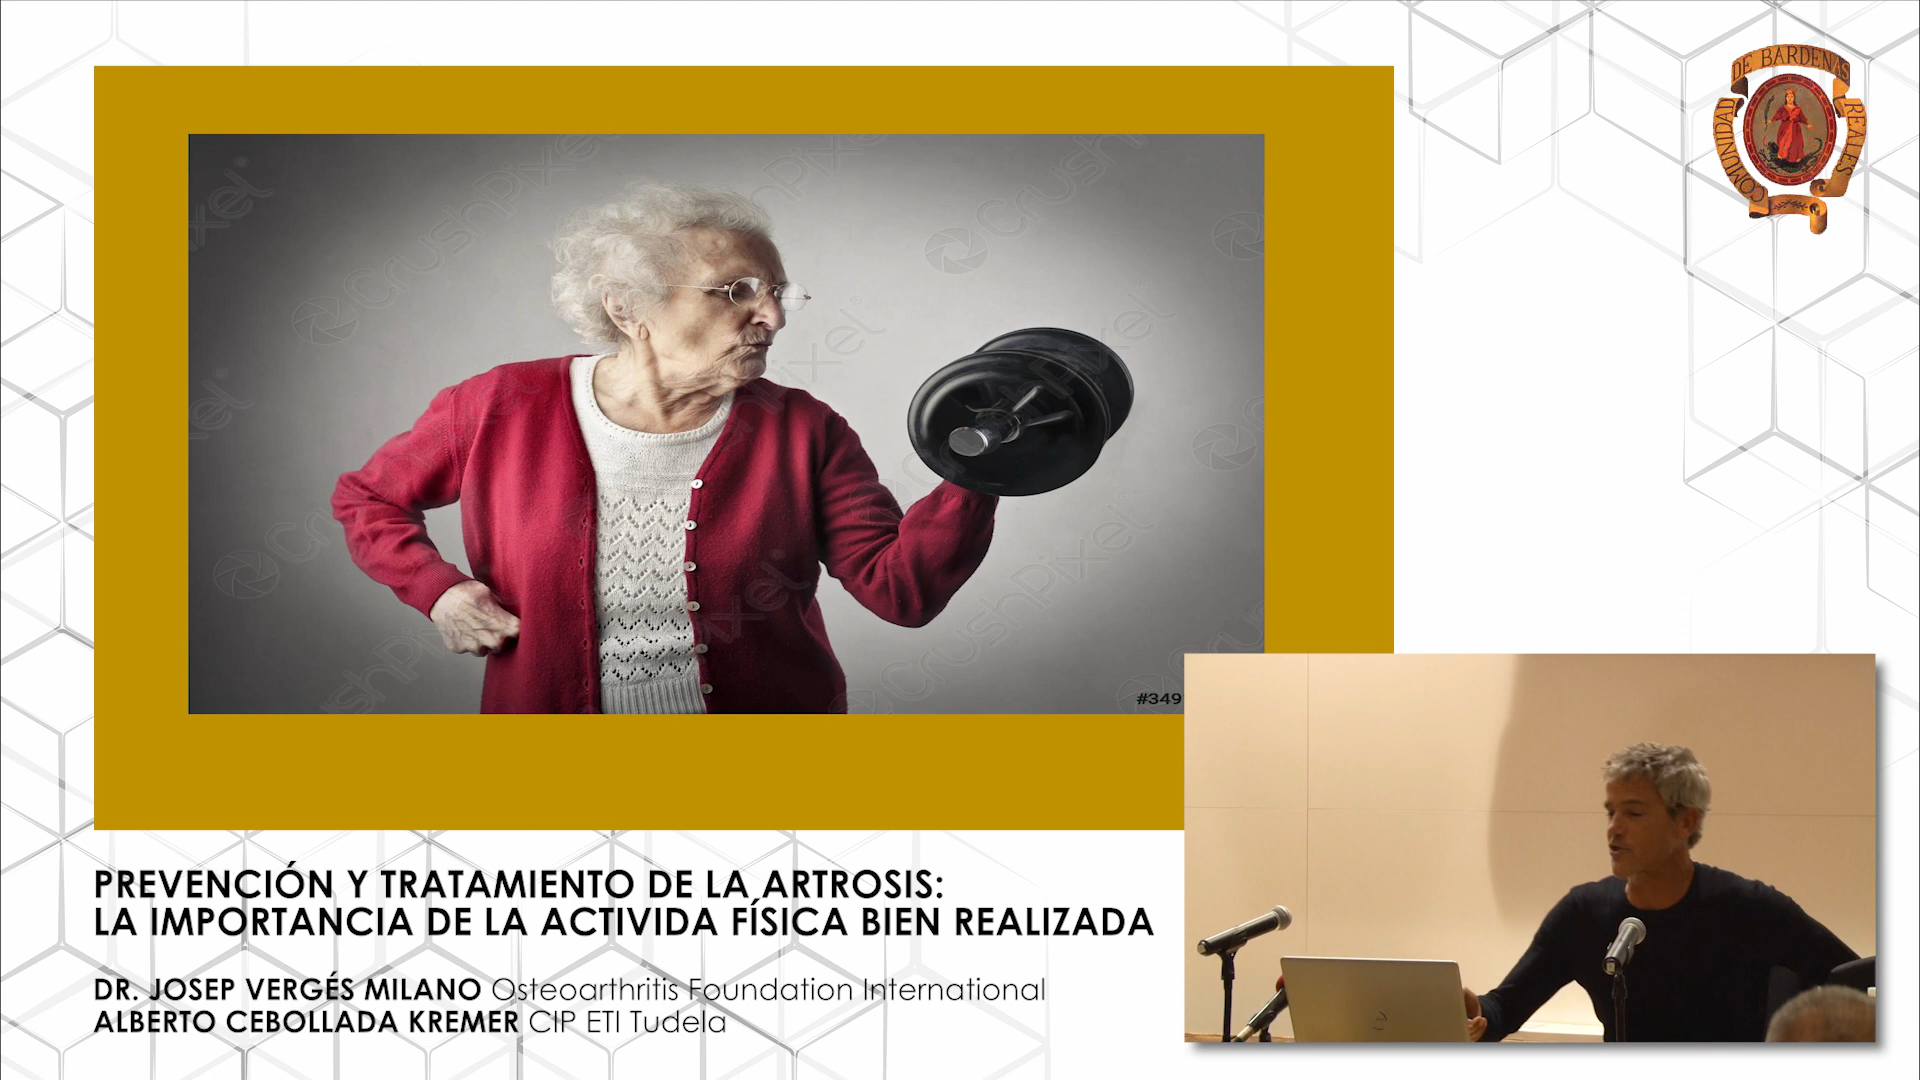 COMUNIDAD DE BARDENAS REALES
CrushPixel
#349
PREVENCIÓN Y TRATAMIENTO DE LA ARTROSIS:
LA IMPORTANCIA DE LA ACTIVIDA FÍSICA BIEN REALIZADA
DR. JOSEP VERGÉS MILANO Osteoarthritis Foundation International
ALBERTO CEBOLLADA KREMER CIP ETI Tudela